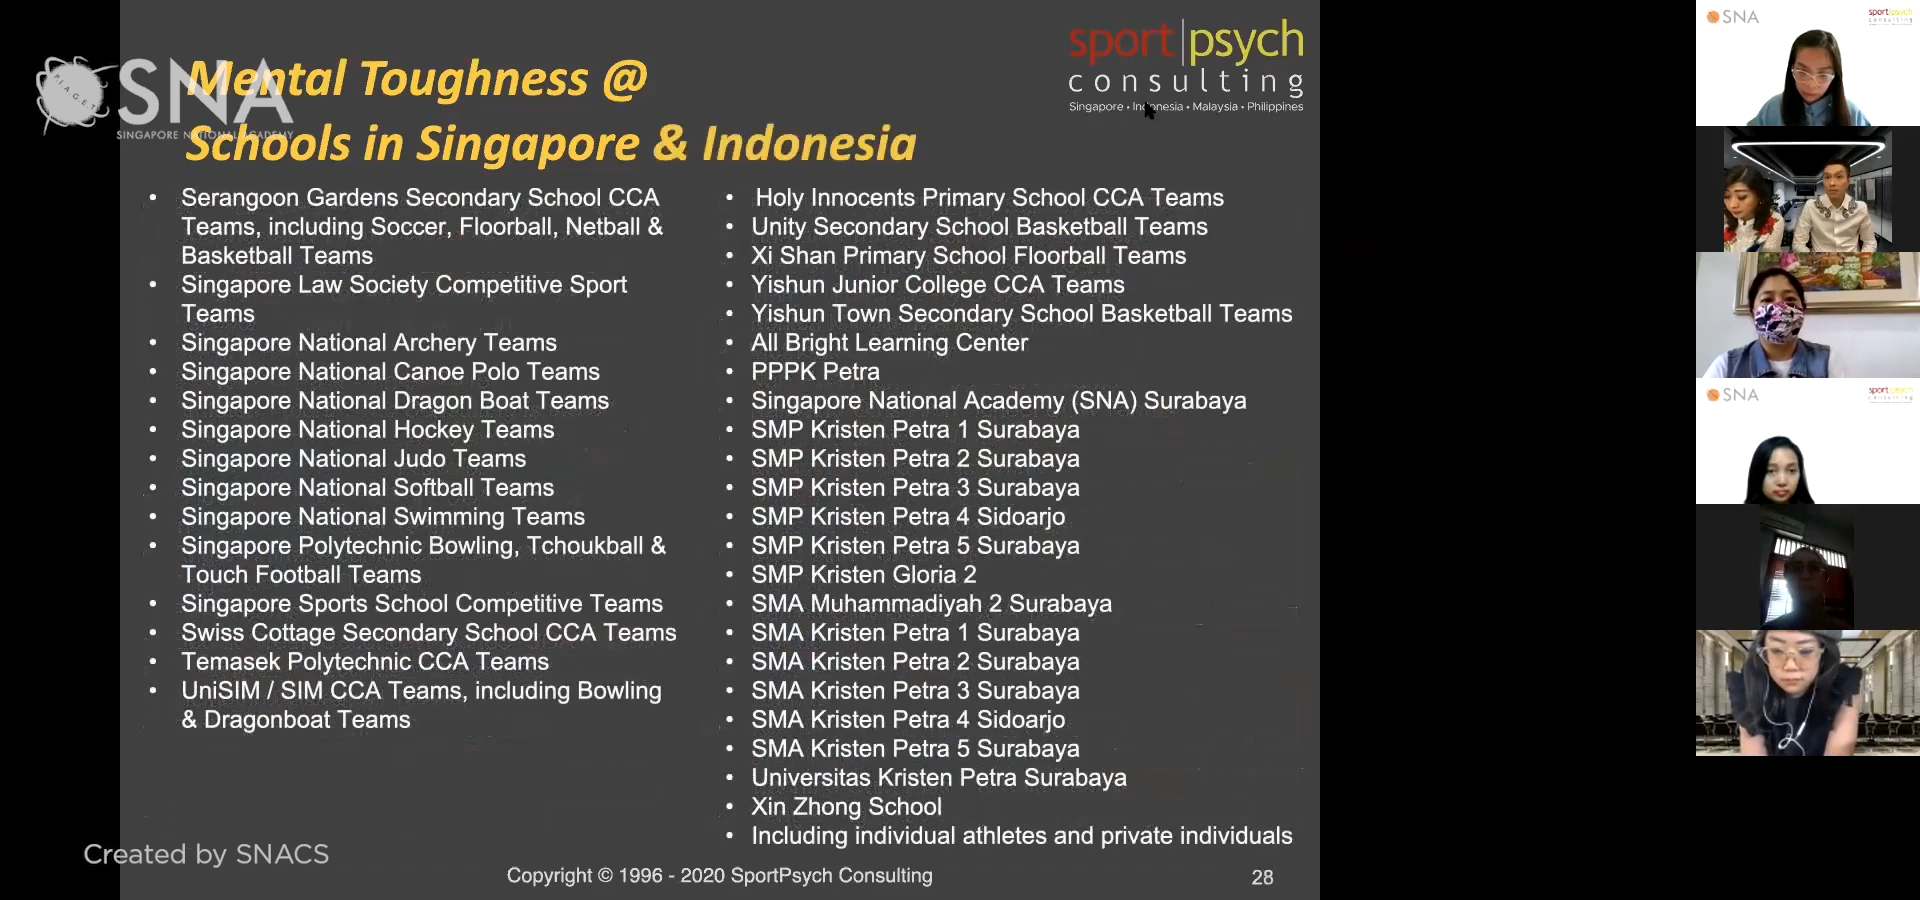 SNA
PIAGET
SINGAPORE NATIONAL ACADEMY
Mental Toughness @
Schools in Singapore & Indonesia
sport|psych
consulting
Singapore • Indonesia • Malaysia • Philippines
• Serangoon Gardens Secondary School CCA
Teams, including Soccer, Floorball, Netball &
Basketball Teams
• Singapore Law Society Competitive Sport
Teams
• Singapore National Archery Teams
• Singapore National Canoe Polo Teams
• Singapore National Dragon Boat Teams
• Singapore National Hockey Teams
• Singapore National Judo Teams
• Singapore National Softball Teams
• Singapore National Swimming Teams
• Singapore Polytechnic Bowling, Tchoukball &
Touch Football Teams
• Singapore Sports School Competitive Teams
• Swiss Cottage Secondary School CCA Teams
• Temasek Polytechnic CCA Teams
• UniSIM / SIM CCA Teams, including Bowling
& Dragonboat Teams
• Holy Innocents Primary School CCA Teams
• Unity Secondary School Basketball Teams
• Xi Shan Primary School Floorball Teams
• Yishun Junior College CCA Teams
• Yishun Town Secondary School Basketball Teams
• All Bright Learning Center
• PPPK Petra
• Singapore National Academy (SNA) Surabaya
• SMP Kristen Petra 1 Surabaya
• SMP Kristen Petra 2 Surabaya
• SMP Kristen Petra 3 Surabaya
• SMP Kristen Petra 4 Sidoarjo
• SMP Kristen Petra 5 Surabaya
• SMP Kristen Gloria 2
• SMA Muhammadiyah 2 Surabaya
• SMA Kristen Petra 1 Surabaya
• SMA Kristen Petra 2 Surabaya
• SMA Kristen Petra 3 Surabaya
• SMA Kristen Petra 4 Sidoarjo
• SMA Kristen Petra 5 Surabaya
• Universitas Kristen Petra Surabaya
• Xin Zhong School
• Including individual athletes and private individuals
Created by SNACS
Copyright © 1996 - 2020 SportPsych Consulting
28
SNA
sport|psych
consulting
SNA
sport|psych
consulting